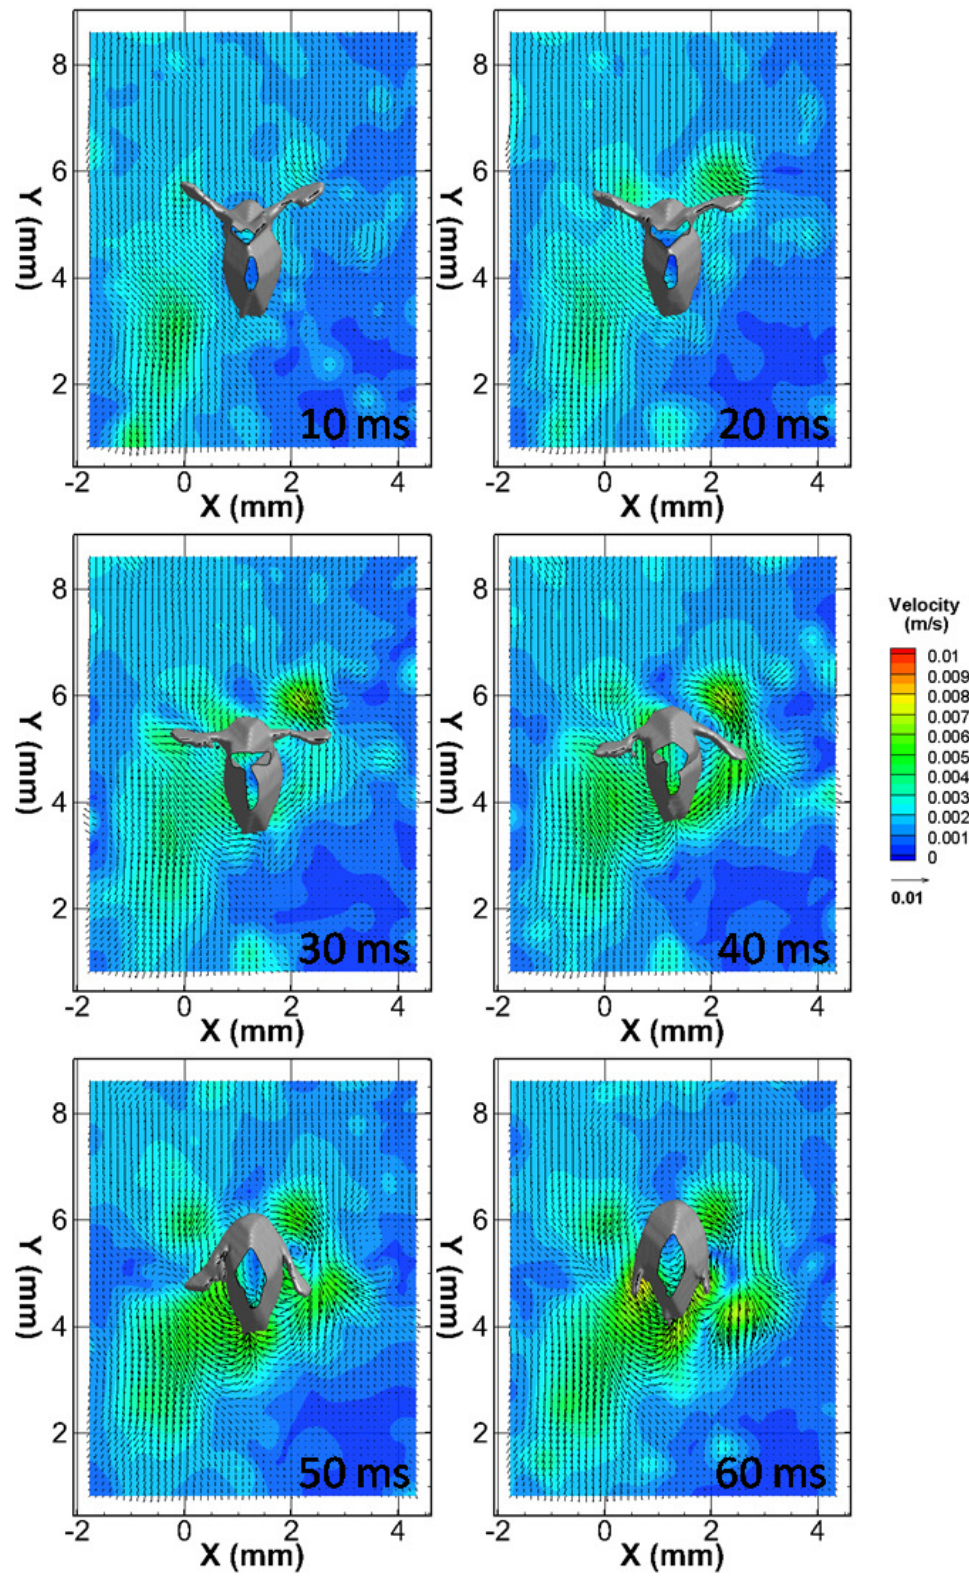 8
6
4
2
Y (mm)
10 ms
-2 0 2 4
X (mm)
8
6
4
2
Y (mm)
20 ms
-2 0 2 4
X (mm)
8
6
4
2
Y (mm)
30 ms
-2 0 2 4
X (mm)
8
6
4
2
Y (mm)
40 ms
-2 0 2 4
X (mm)
Velocity
(m/s)
0.01
0.009
0.008
0.007
0.006
0.005
0.004
0.003
0.002
0.001
0
0.01
8
6
4
2
Y (mm)
50 ms
-2 0 2 4
X (mm)
8
6
4
2
Y (mm)
60 ms
-2 0 2 4
X (mm)